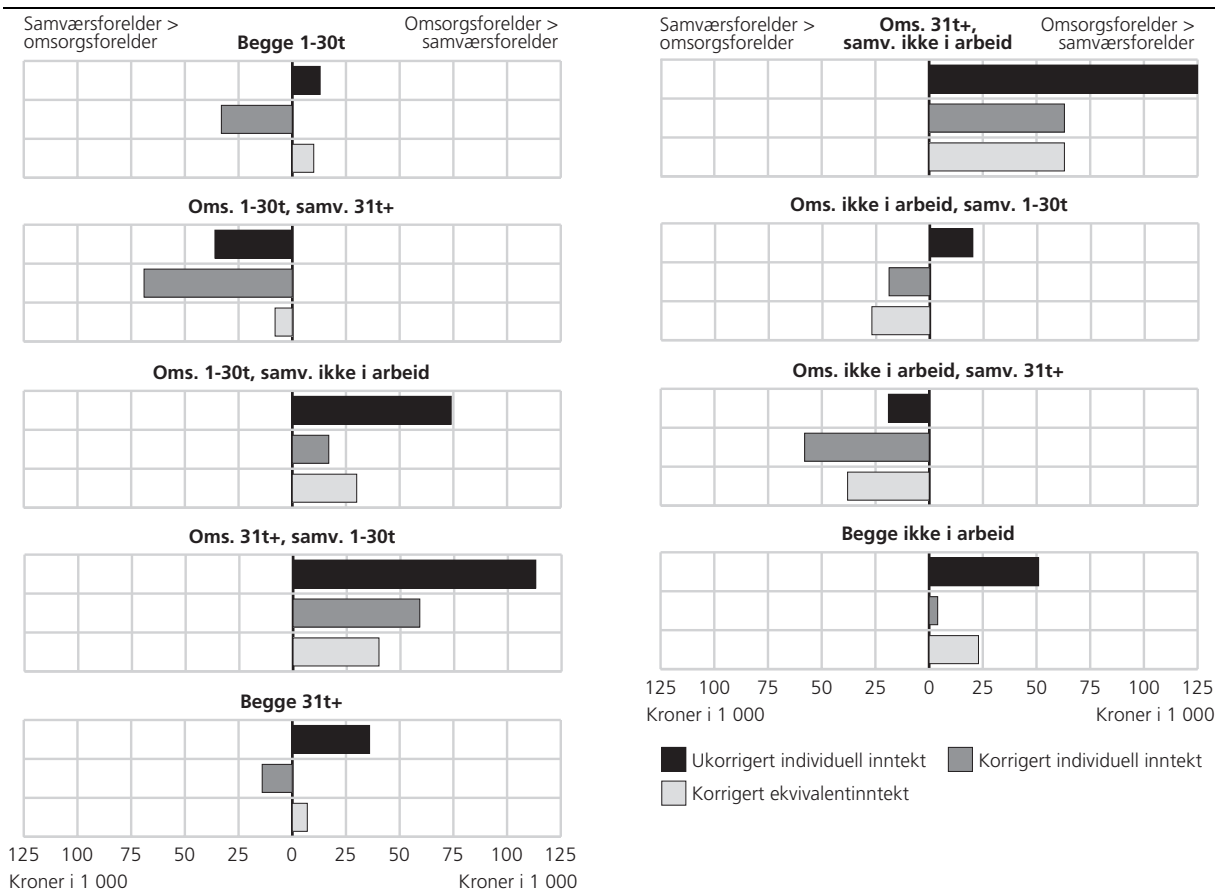 Samværsforelder >
omsorgsforelder
Begge 1-30t
Omsorgsforelder >
samværsforelder
Oms. 1-30t, samv. 31t+
Oms. 1-30t, samv. ikke i arbeid
Oms. 31t+, samv. 1-30t
Begge 31t+
125 100 75 50 25 0 25 50 75 100 125
Kroner i 1 000 Kroner i 1 000
Samværsforelder >
omsorgsforelder
Oms. 31t+,
samv. ikke i arbeid
Omsorgsforelder >
samværsforelder
Oms. ikke i arbeid, samv. 1-30t
Oms. ikke i arbeid, samv. 31t+
Begge ikke i arbeid
125 100 75 50 25 0 25 50 75 100 125
Kroner i 1 000 Kroner i 1 000
Ukorrigert individuell inntekt Korrigert individuell inntekt
Korrigert ekvivalentinntekt